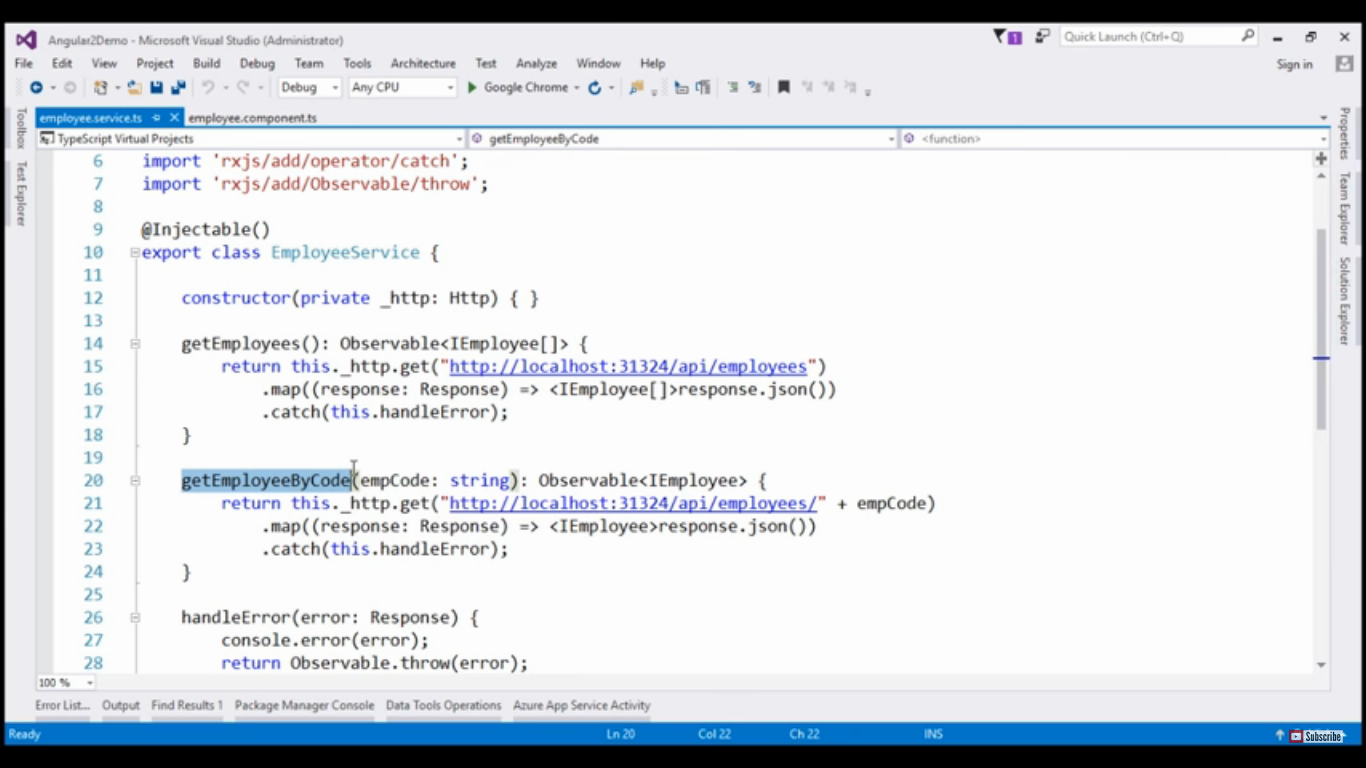 Angular2Demo - Microsoft Visual Studio (Administrator)
1
Quick Launch (Ctrl+Q)
File Edit View Project Build Debug Team Tools Architecture Test Analyze Window Help
Sign in
Debug Any CPU Google Chrome
employee.service.ts employee.component.ts
TypeScript Virtual Projects getEmployeeByCode <function>
Toolbox
Test Explorer
6 import 'rxjs/add/operator/catch';
7 import 'rxjs/add/Observable/throw';
8
9 @Injectable()
10 export class EmployeeService {
11
12 constructor(private _http: Http) { }
13
14 getEmployees(): Observable<IEmployee[]> {
15 return this._http.get("http://localhost:31324/api/employees")
16 .map((response: Response) => <IEmployee[]>response.json())
17 .catch(this.handleError);
18 }
19
20 getEmployeeByCode(empCode: string): Observable<IEmployee> {
21 return this._http.get("http://localhost:31324/api/employees/" + empCode)
22 .map((response: Response) => <IEmployee>response.json())
23 .catch(this.handleError);
24 }
25
26 handleError(error: Response) {
27 console.error(error);
28 return Observable.throw(error);
Properties
Team Explorer
Solution Explorer
100 %
Error List... Output Find Results 1 Package Manager Console Data Tools Operations Azure App Service Activity
Ready Ln 20 Col 22 Ch 22 INS
Subscribe